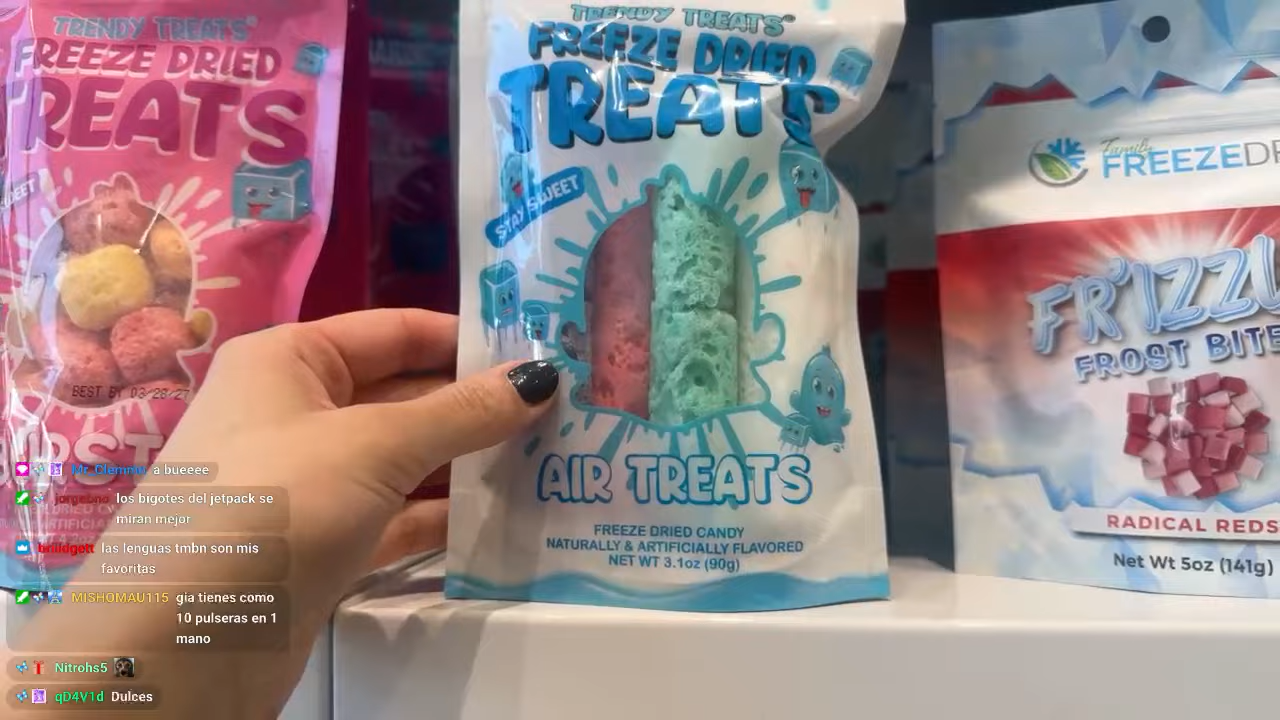 TRENDY TREATS
FREEZE DRIED
TREATS
BEST BY 03/28/27
TRENDY TREATS
FREEZE DRIED
TREATS
STAY SWEET
AIR TREATS
FREEZE DRIED CANDY
NATURALLY & ARTIFICIALLY FLAVORED
NET WT 3.1oz (90g)
Family
FREEZEDR
FR'IZZL
FROST BITE
RADICAL REDS
Net Wt 5oz (141g)
a bueeee
jorgebno los bigotes del jetpack se
miran mejor
brilldgott las lenguas tmbn son mis
favoritas
MISHOMAU115 gia tienes como
10 pulseras en 1
mano
Nitrohs5
qD4V1d Dulces